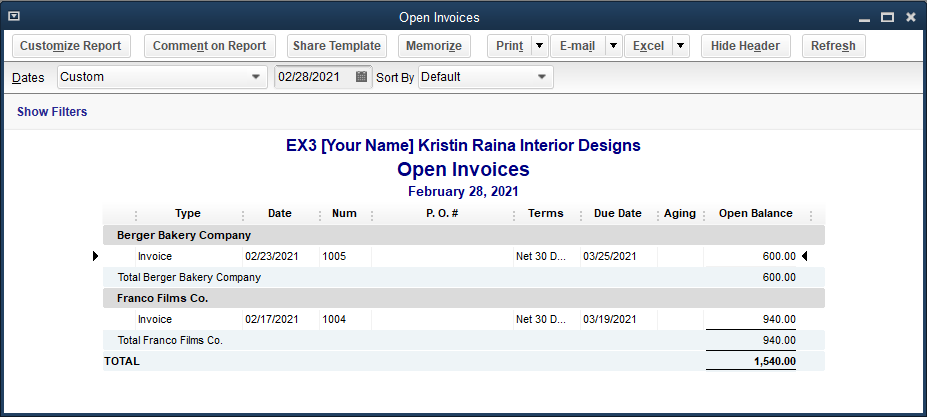 Open Invoices
Customize Report Comment on Report Share Template Memorize Print E-mail Excel Hide Header Refresh
Dates Custom 02/28/2021 Sort By Default
Show Filters
EX3 [Your Name] Kristin Raina Interior Designs
Open Invoices
February 28, 2021
Type Date Num P. O. # Terms Due Date Aging Open Balance
Berger Bakery Company
Invoice 02/23/2021 1005 Net 30 D... 03/25/2021 600.00
Total Berger Bakery Company 600.00
Franco Films Co.
Invoice 02/17/2021 1004 Net 30 D... 03/19/2021 940.00
Total Franco Films Co. 940.00
TOTAL 1,540.00